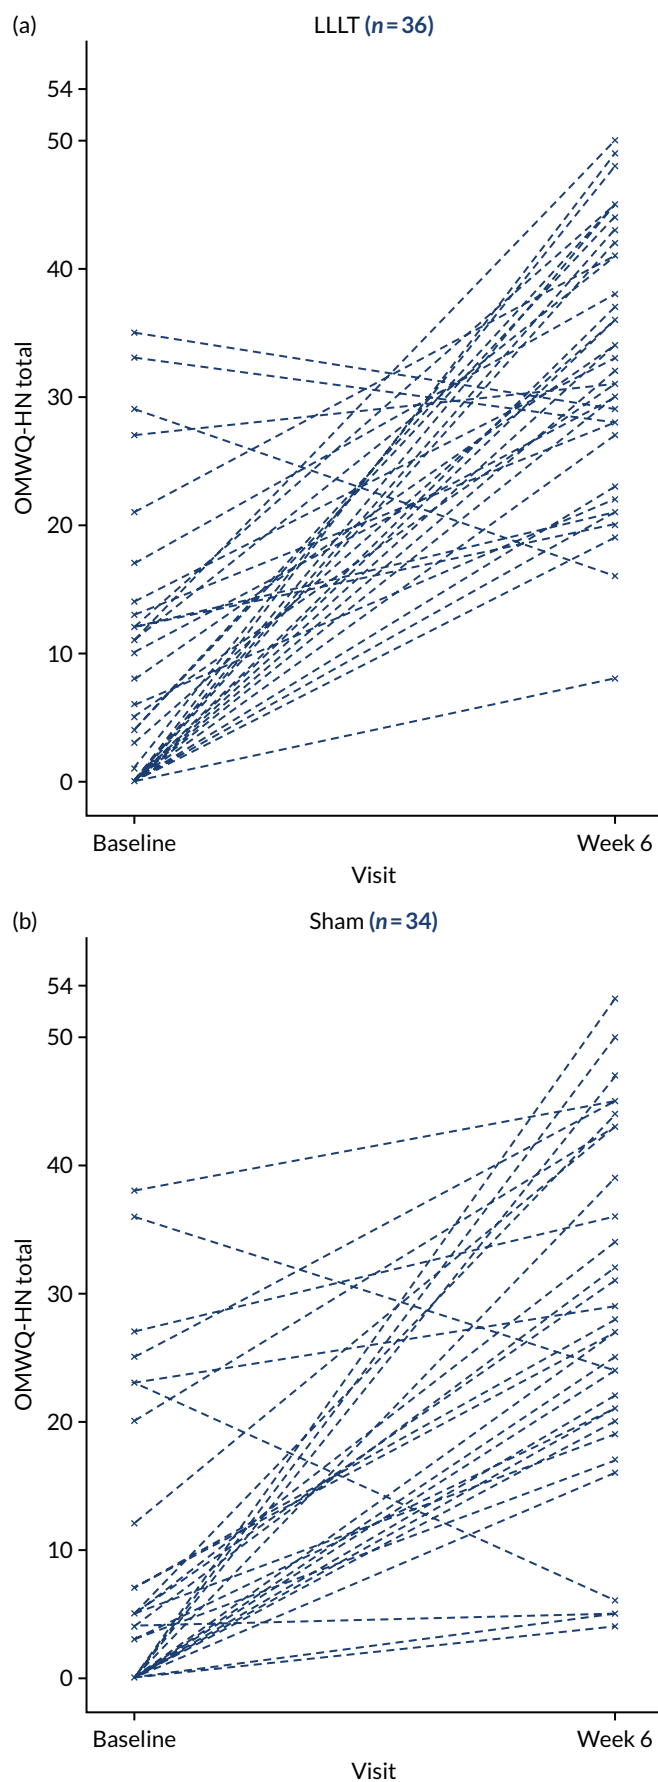 (a)
LLLT (n = 36)
54
50
40
30
20
10
0
OMWQ-HN total
Baseline
Week 6
Visit
(b)
Sham (n = 34)
54
50
40
30
20
10
0
OMWQ-HN total
Baseline
Week 6
Visit